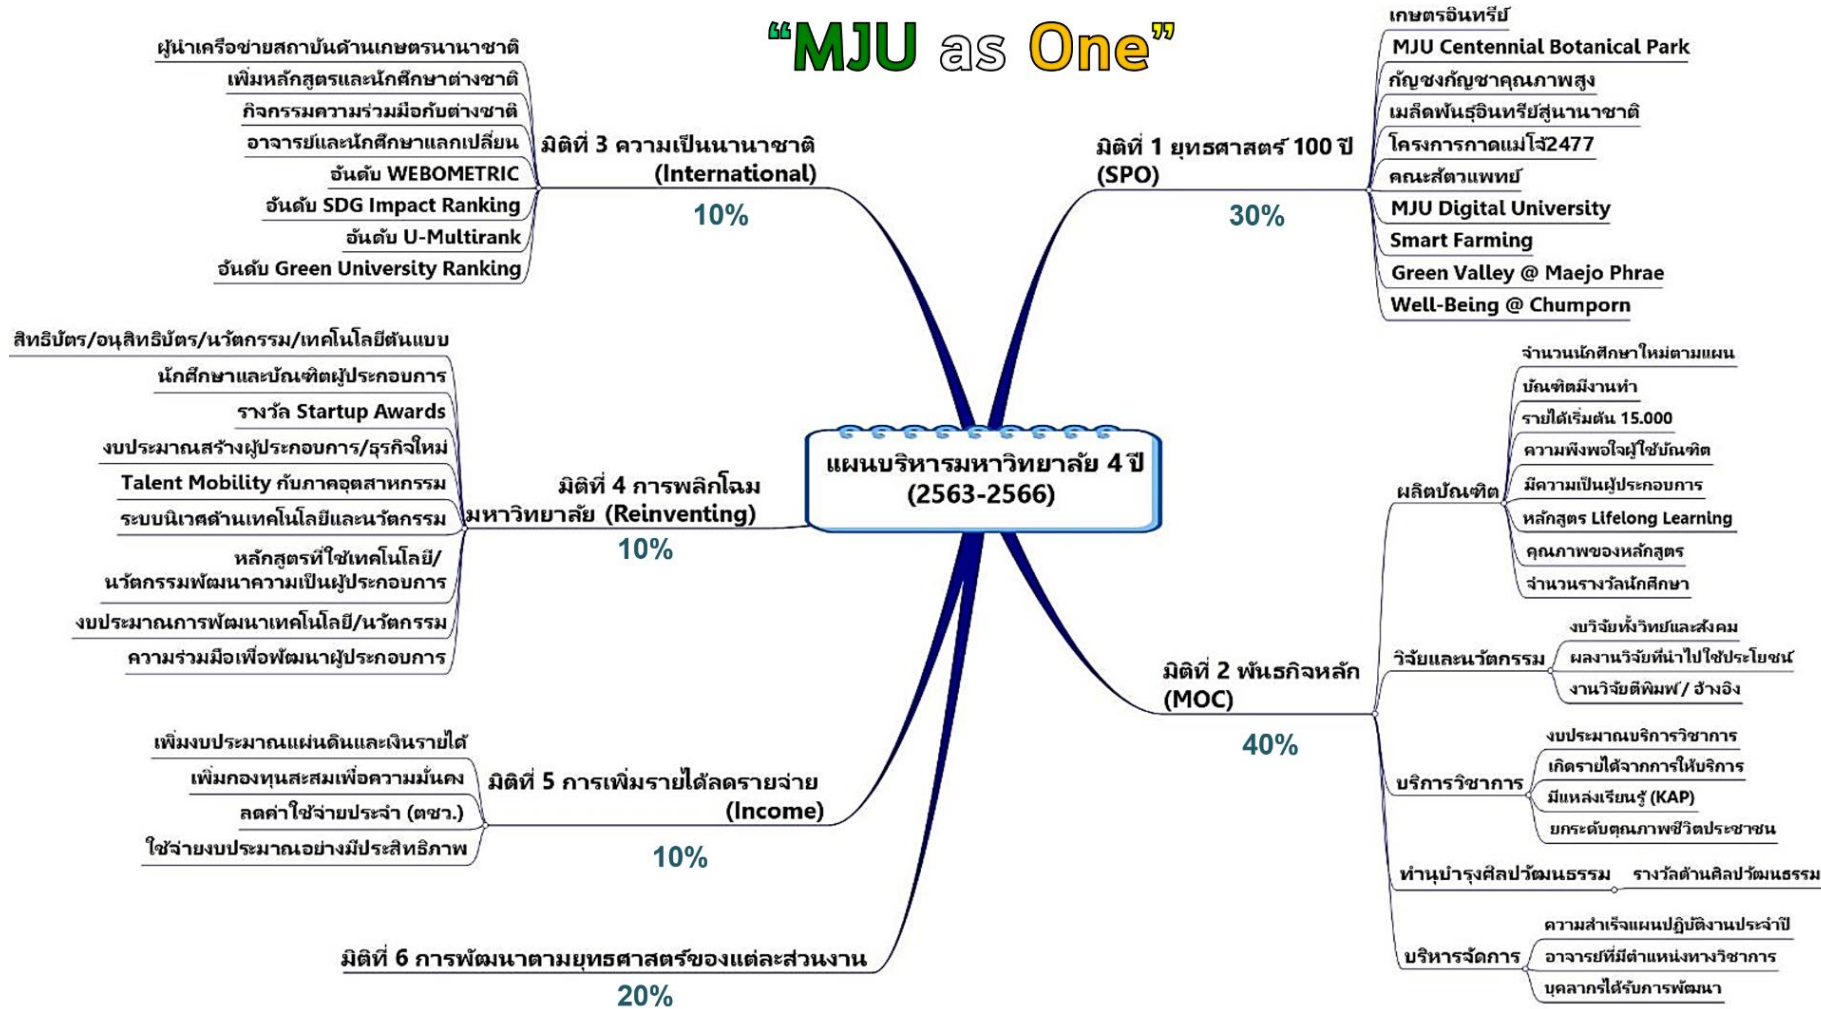 “MJU as One”
แผนบริหารมหาวิทยาลัย 4 ปี
(2563-2566)
มิติที่ 1 ยุทธศาสตร์ 100 ปี
(SPO)
30%
เกษตรอินทรีย์
MJU Centennial Botanical Park
กัญชงกัญชาคุณภาพสูง
เมล็ดพันธุ์อินทรีย์สู่นานาชาติ
โครงการกาดแม่โจ้2477
คณะสัตวแพทย์
MJU Digital University
Smart Farming
Green Valley @ Maejo Phrae
Well-Being @ Chumporn
มิติที่ 2 พันธกิจหลัก
(MOC)
40%
ผลิตบัณฑิต
จำนวนนักศึกษาใหม่ตามแผน
บัณฑิตมีงานทำ
รายได้เริ่มต้น 15.000
ความพึงพอใจผู้ใช้บัณฑิต
มีความเป็นผู้ประกอบการ
หลักสูตร Lifelong Learning
คุณภาพของหลักสูตร
จำนวนรางวัลนักศึกษา
วิจัยและนวัตกรรม
งบวิจัยทั้งวิทย์และสังคม
ผลงานวิจัยที่นำไปใช้ประโยชน์
งานวิจัยตีพิมพ์ / อ้างอิง
บริการวิชาการ
งบประมาณบริการวิชาการ
เกิดรายได้จากการให้บริการ
มีแหล่งเรียนรู้ (KAP)
ยกระดับคุณภาพชีวิตประชาชน
ทำนุบำรุงศิลปวัฒนธรรม
รางวัลด้านศิลปวัฒนธรรม
บริหารจัดการ
ความสำเร็จแผนปฏิบัติงานประจำปี
อาจารย์ที่มีตำแหน่งทางวิชาการ
บุคลากรได้รับการพัฒนา
มิติที่ 3 ความเป็นนานาชาติ
(International)
10%
ผู้นำเครือข่ายสถาบันด้านเกษตรนานาชาติ
เพิ่มหลักสูตรและนักศึกษาต่างชาติ
กิจกรรมความร่วมมือกับต่างชาติ
อาจารย์และนักศึกษาแลกเปลี่ยน
อันดับ WEBOMETRIC
อันดับ SDG Impact Ranking
อันดับ U-Multirank
อันดับ Green University Ranking
มิติที่ 4 การพลิกโฉม
มหาวิทยาลัย (Reinventing)
10%
สิทธิบัตร/อนุสิทธิบัตร/นวัตกรรม/เทคโนโลยีต้นแบบ
นักศึกษาและบัณฑิตผู้ประกอบการ
รางวัล Startup Awards
งบประมาณสร้างผู้ประกอบการ/ธุรกิจใหม่
Talent Mobility กับภาคอุตสาหกรรม
ระบบนิเวศด้านเทคโนโลยีและนวัตกรรม
หลักสูตรที่ใช้เทคโนโลยี/
นวัตกรรมพัฒนาความเป็นผู้ประกอบการ
งบประมาณการพัฒนาเทคโนโลยี/นวัตกรรม
ความร่วมมือเพื่อพัฒนาผู้ประกอบการ
มิติที่ 5 การเพิ่มรายได้ลดรายจ่าย
(Income)
10%
เพิ่มงบประมาณแผ่นดินและเงินรายได้
เพิ่มกองทุนสะสมเพื่อความมั่นคง
ลดค่าใช้จ่ายประจำ (ตชว.)
ใช้จ่ายงบประมาณอย่างมีประสิทธิภาพ
มิติที่ 6 การพัฒนาตามยุทธศาสตร์ของแต่ละส่วนงาน
20%